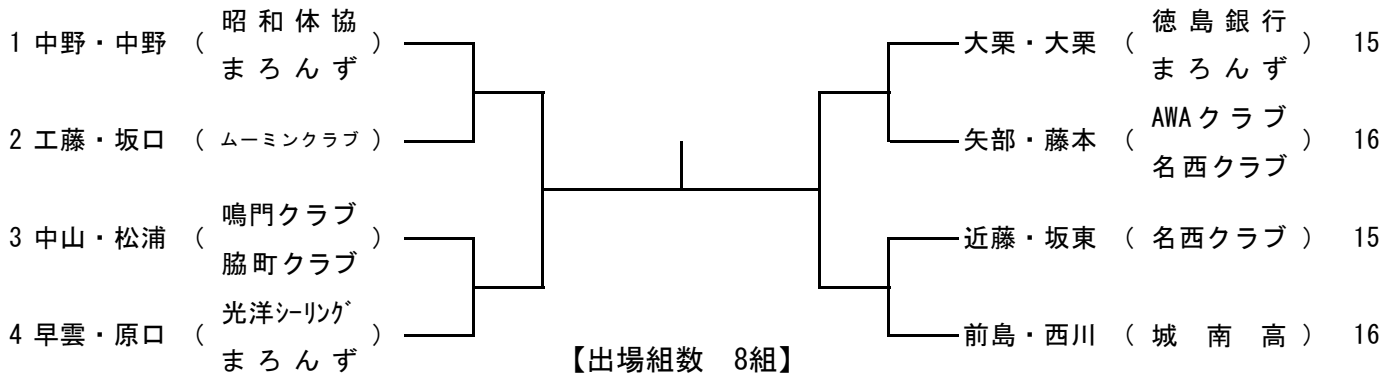 1 中野・中野 ( 昭和体協 まろんず )
2 工藤・坂口 ( ムーミンクラブ )
3 中山・松浦 ( 鳴門クラブ 脇町クラブ )
4 早雲・原口 ( 光洋ｼｰﾘﾝｸﾞ まろんず )
大栗・大栗 ( 徳島銀行 まろんず ) 15
矢部・藤本 ( AWAクラブ 名西クラブ ) 16
近藤・坂東 ( 名西クラブ ) 15
前島・西川 ( 城南高 ) 16
【出場組数 8組】